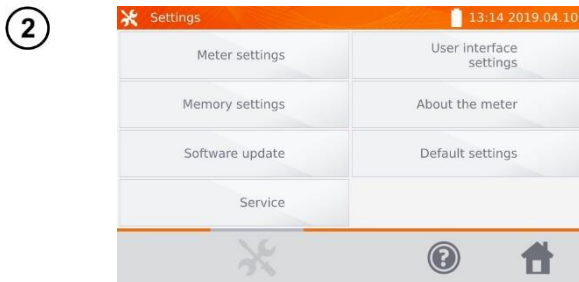 2
Settings
13:14 2019.04.10
Meter settings
User interface
settings
Memory settings
About the meter
Software update
Default settings
Service
?